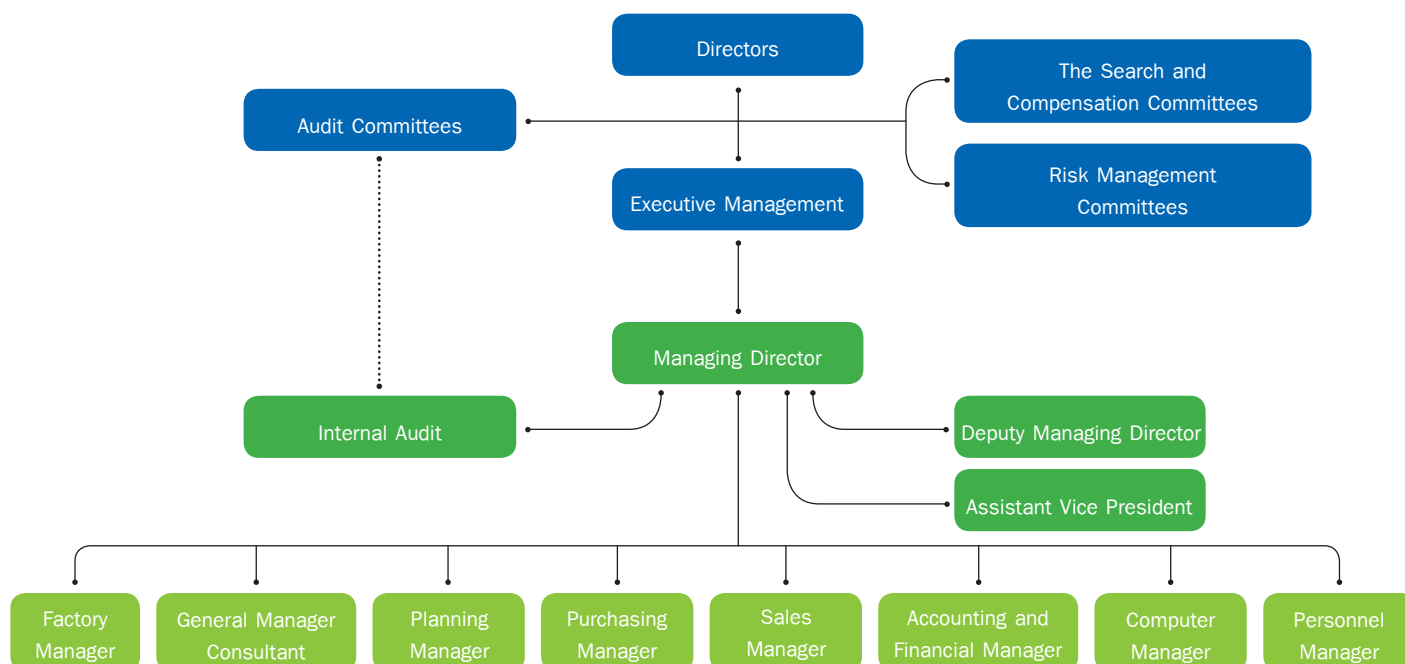 Directors
The Search and
Compensation Committees
Audit Committees
Risk Management
Committees
Executive Management
Managing Director
Internal Audit
Deputy Managing Director
Assistant Vice President
Factory
Manager
General Manager
Consultant
Planning
Manager
Purchasing
Manager
Sales
Manager
Accounting and
Financial Manager
Computer
Manager
Personnel
Manager